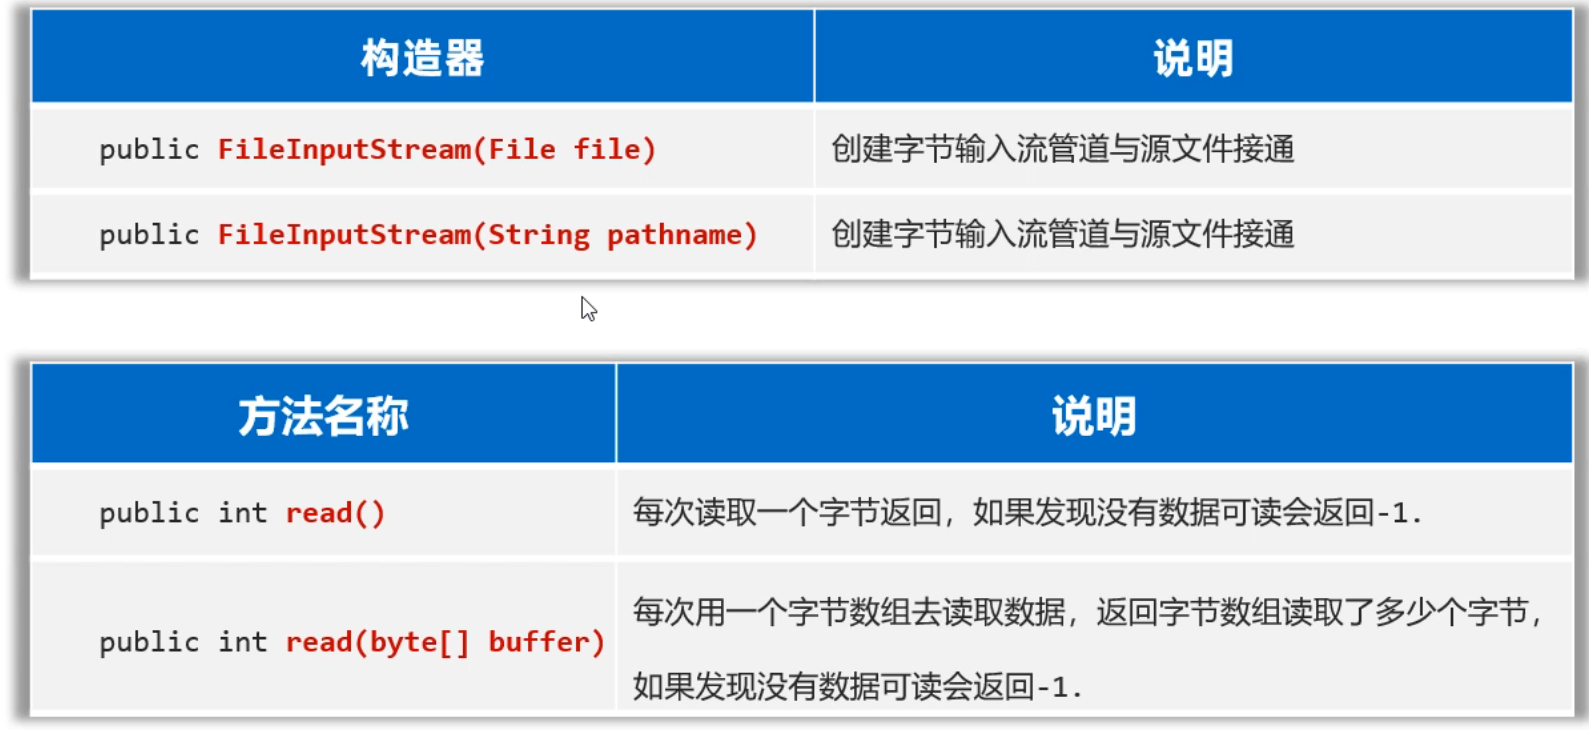 构造器 说明
public FileInputStream(File file) 创建字节输入流管道与源文件接通
public FileInputStream(String pathname) 创建字节输入流管道与源文件接通
方法名称 说明
public int read() 每次读取一个字节返回，如果发现没有数据可读会返回-1.
public int read(byte[] buffer) 每次用一个字节数组去读取数据，返回字节数组读取了多少个字节，
如果发现没有数据可读会返回-1.